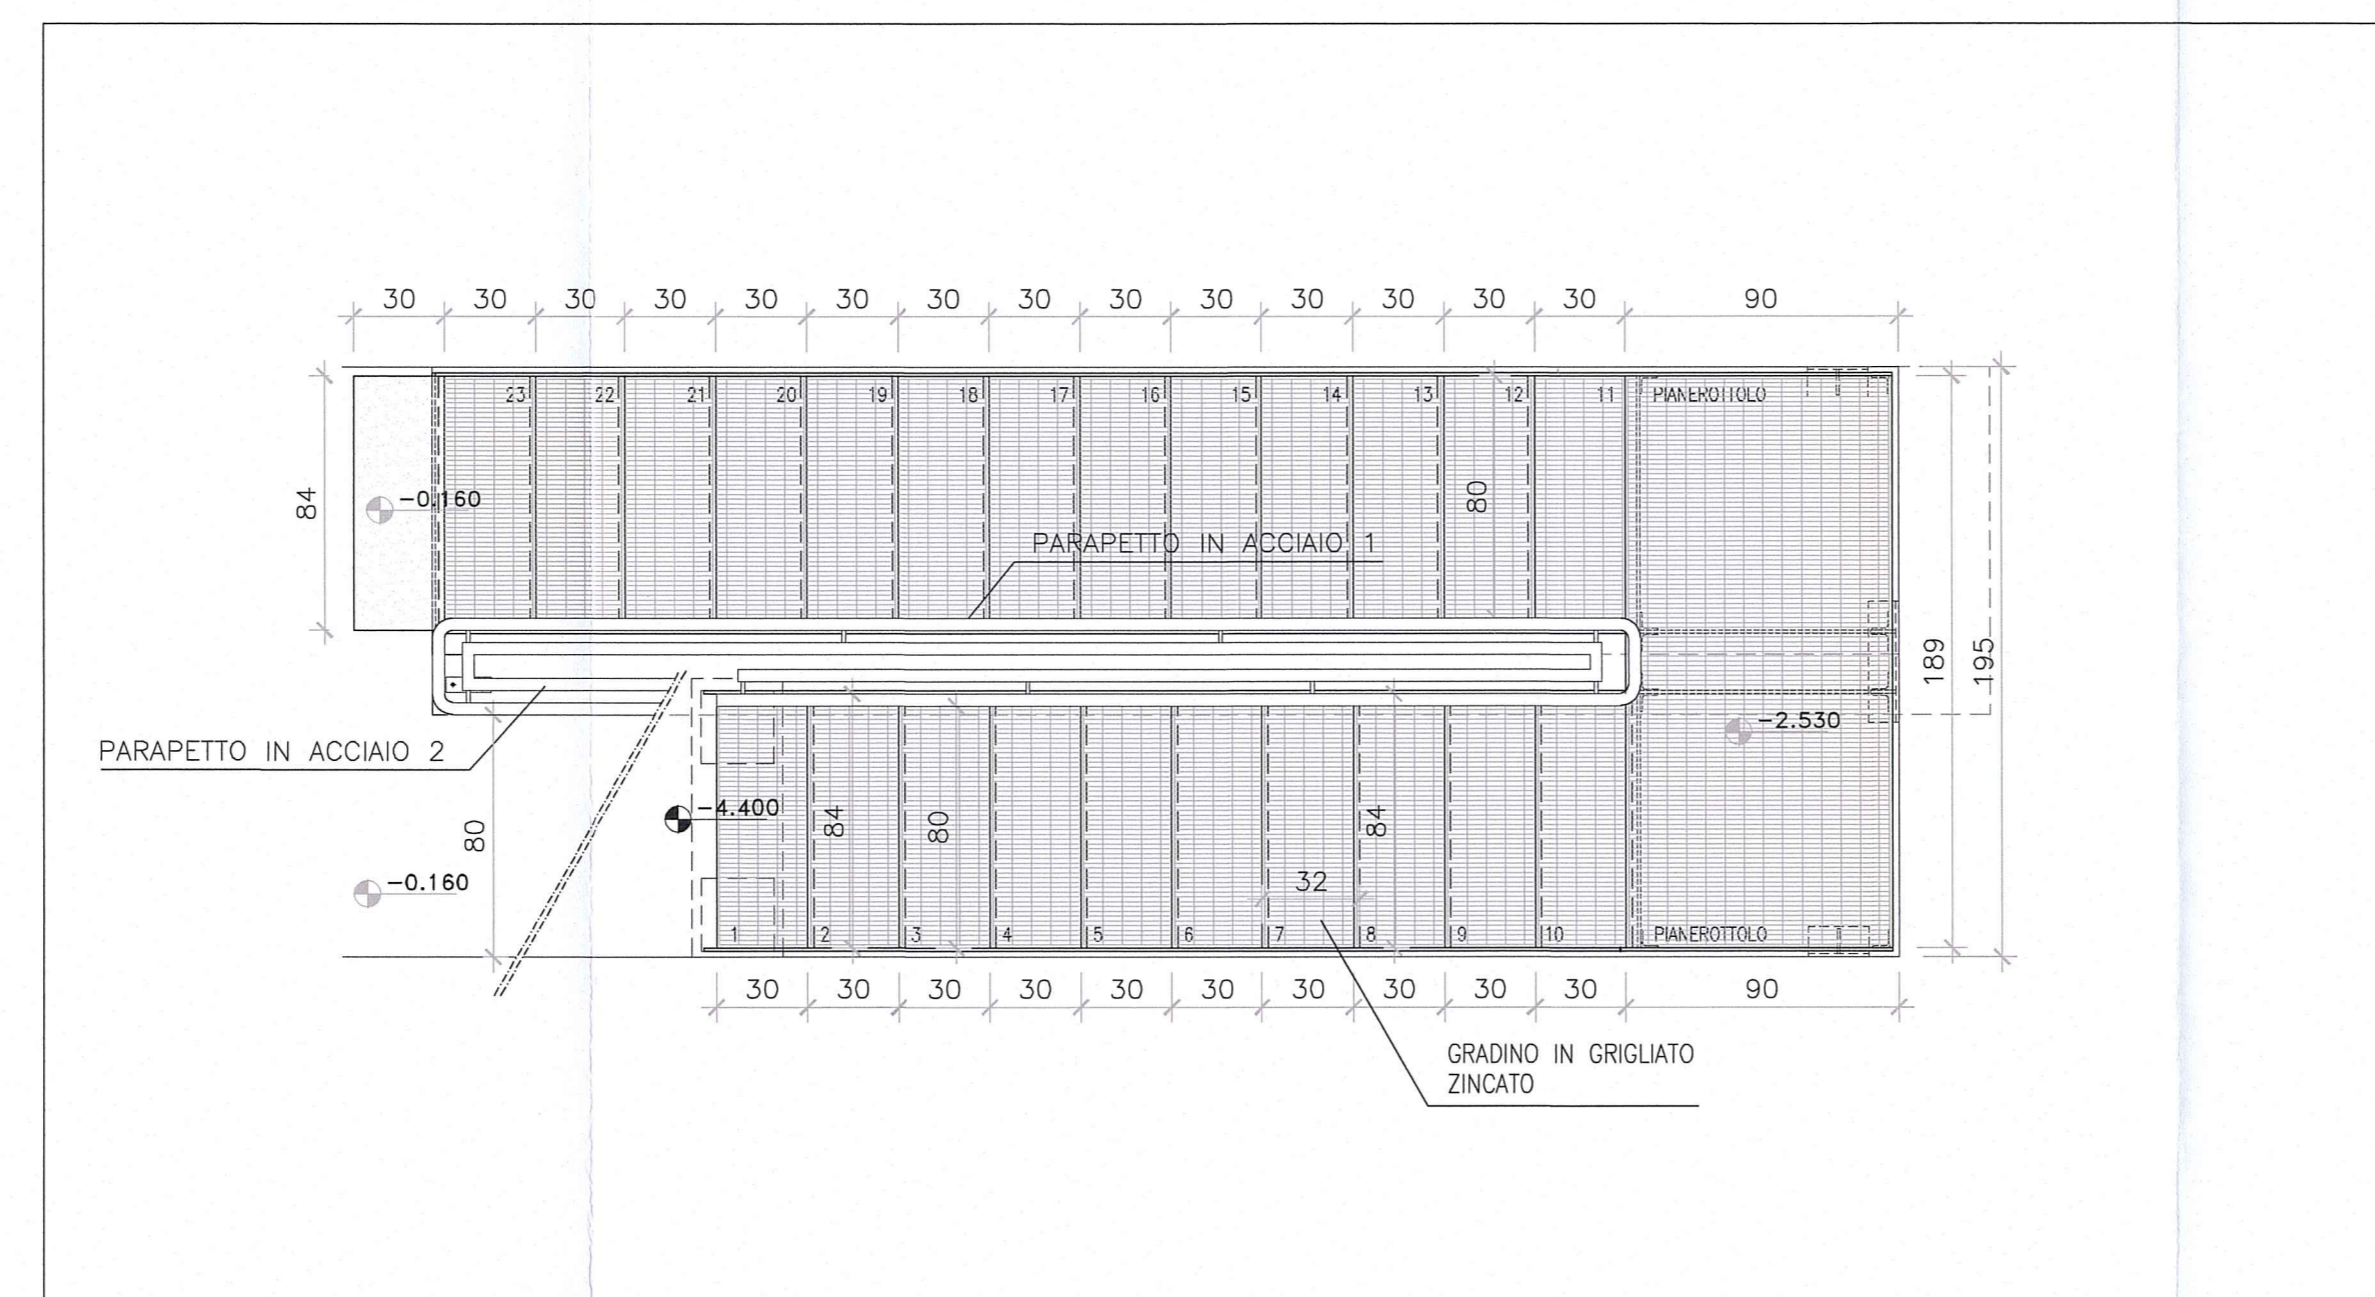 30 30 30 30 30 30 30 30 30 30 30 30 30 30 90
23 22 21 20 19 18 17 16 15 14 13 12 11 PIANEROTTOLO
84
-0.160
80
PARAPETTO IN ACCIAIO 1
189
195
-2.530
PARAPETTO IN ACCIAIO 2
-4.400
80
84
80
84
-0.160
32
1 2 3 4 5 6 7 8 9 10 PIANEROTTOLO
30 30 30 30 30 30 30 30 30 30 90
GRADINO IN GRIGLIATO
ZINCATO